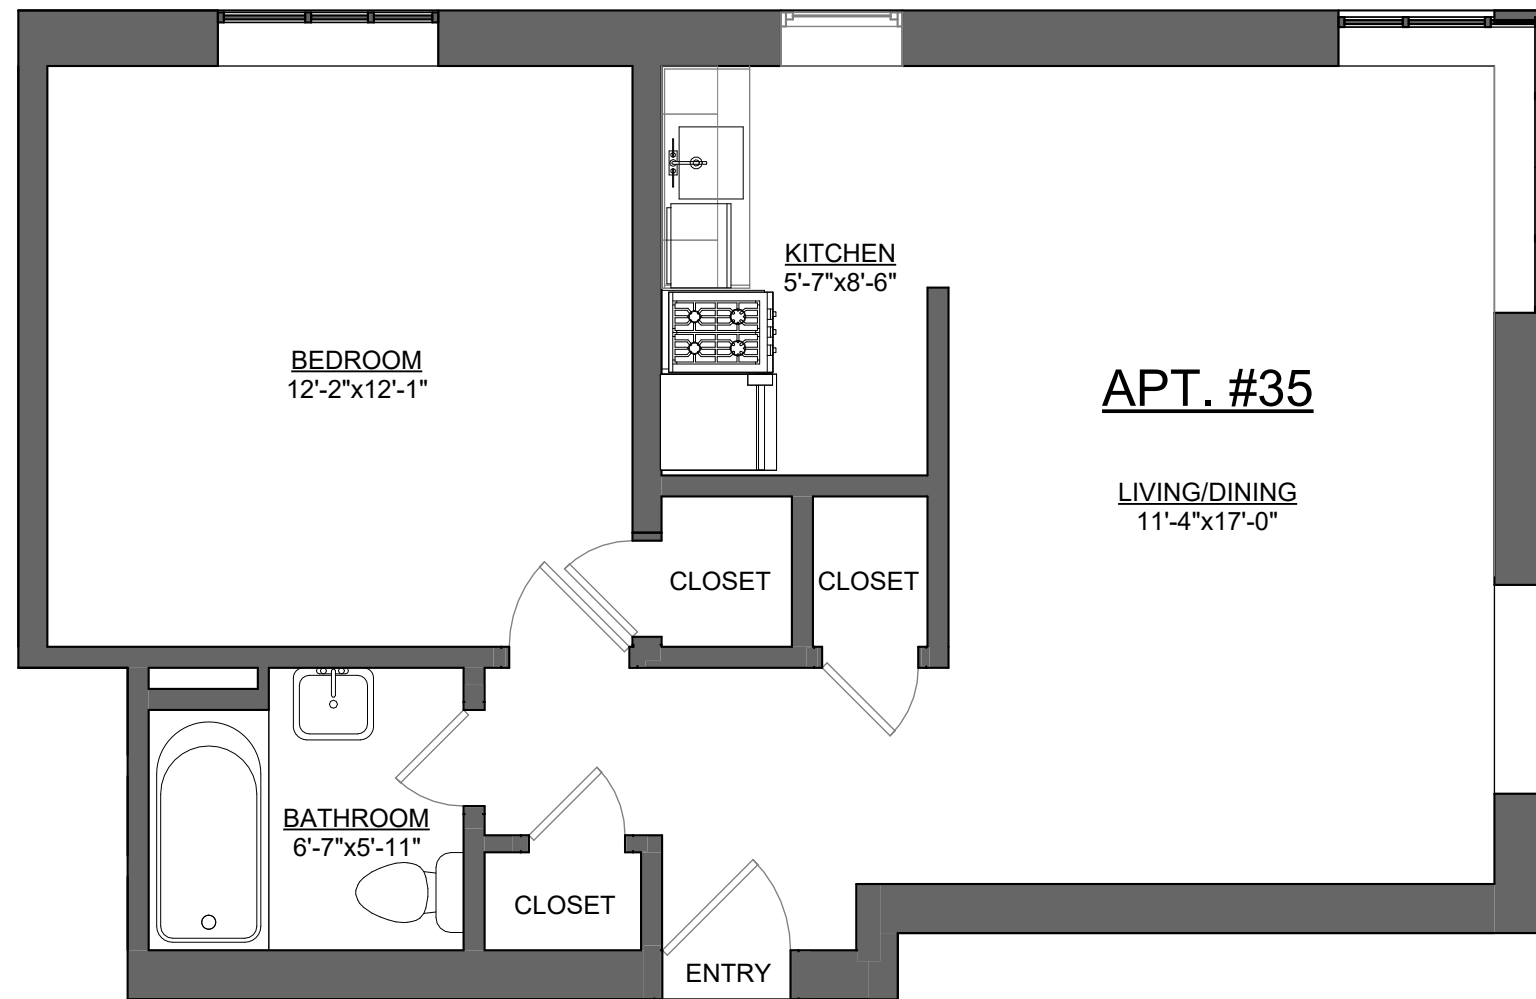 KITCHEN
5'-7"x8'-6"
BEDROOM
12'-2"x12'-1"
APT. #35
LIVING/DINING
11'-4"x17'-0"
CLOSET
CLOSET
BATHROOM
6'-7"x5'-11"
CLOSET
ENTRY